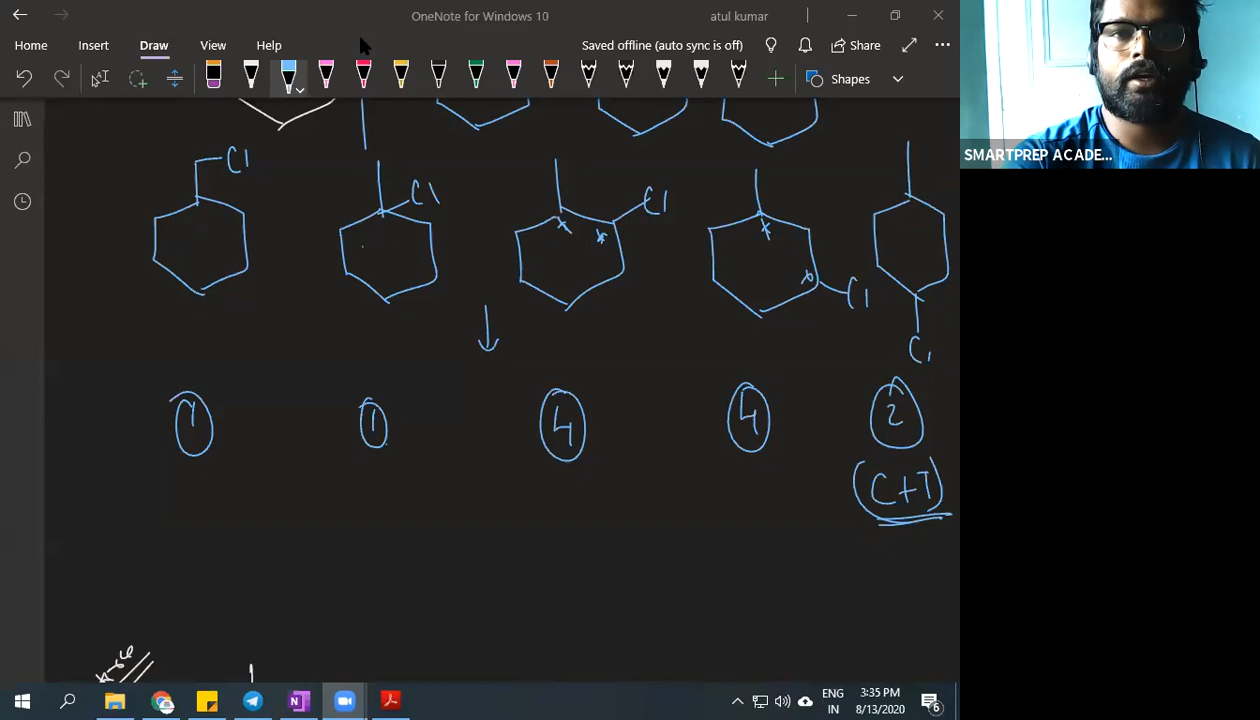 OneNote for Windows 10
atul kumar
Home Insert Draw View Help
Saved offline (auto sync is off)
Share
Shapes
SMARTPREP ACADE...
Cl Cl Cl Cl Cl
1 1 4 4 2
(C+T)
3:35 PM
ENG
IN
8/13/2020
6